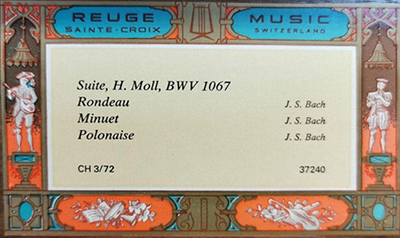 REUGE MUSIC
SAINTE-CROIX SWITZERLAND
Suite, H. Moll, BWV 1067
Rondeau J. S. Bach
Minuet J. S. Bach
Polonaise J. S. Bach
CH 3/72 37240